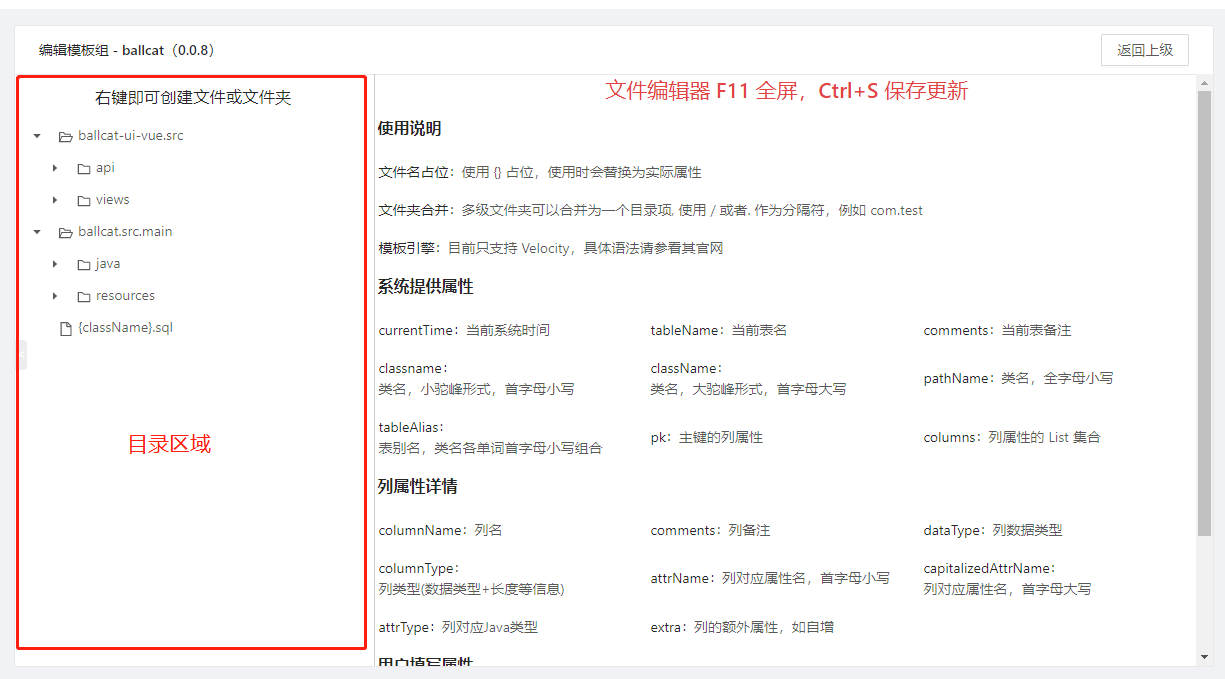 编辑模板组 - ballcat（0.0.8）
返回上级
右键即可创建文件或文件夹
ballcat-ui-vue.src
api
views
ballcat.src.main
java
resources
{className}.sql
目录区域
文件编辑器 F11 全屏，Ctrl+S 保存更新
使用说明
文件名占位：使用 {} 占位，使用时会替换为实际属性
文件夹合并：多级文件夹可以合并为一个目录项, 使用 / 或者. 作为分隔符，例如 com.test
模板引擎：目前只支持 Velocity，具体语法请参看其官网
系统提供属性
currentTime：当前系统时间
tableName：当前表名
comments：当前表备注
classname：
类名，小驼峰形式，首字母小写
className：
类名，大驼峰形式，首字母大写
pathName：类名，全字母小写
tableAlias：
表别名，类名各单词首字母小写组合
pk：主键的列属性
columns：列属性的 List 集合
列属性详情
columnName：列名
comments：列备注
dataType：列数据类型
columnType：
列类型(数据类型+长度等信息)
attrName：列对应属性名，首字母小写
capitalizedAttrName：
列对应属性名，首字母大写
attrType：列对应Java类型
extra：列的额外属性，如自增
用户填写属性